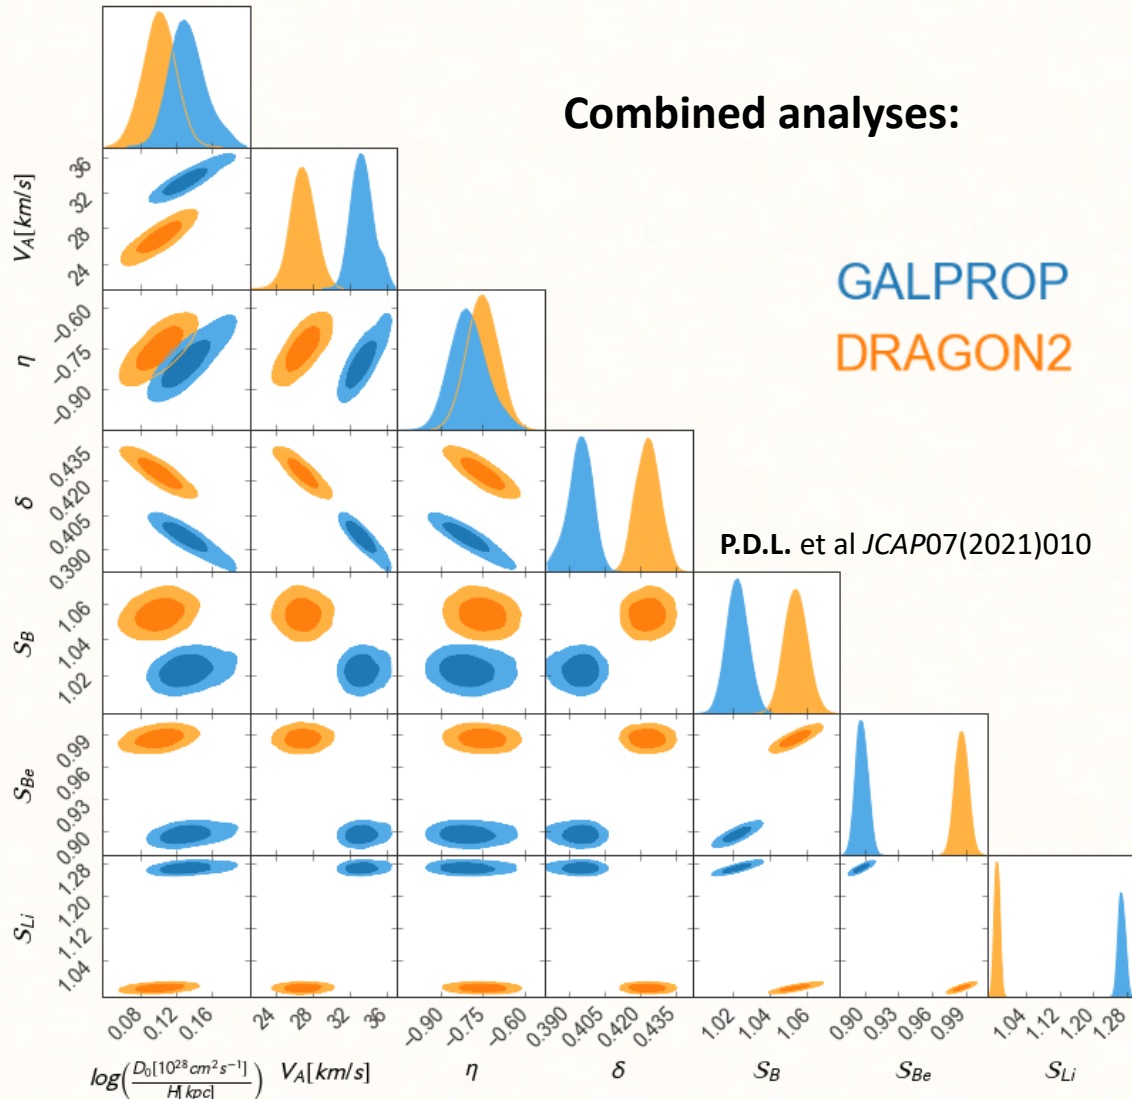 Combined analyses:
GALPROP
DRAGON2
P.D.L. et al JCAP07(2021)010
V_A[km/s]
36
32
28
24
η
−0.60
−0.75
−0.90
δ
0.435
0.420
0.405
0.390
S_B
1.06
1.04
1.02
S_Be
0.99
0.96
0.93
0.90
S_Li
1.28
1.20
1.12
1.04
0.08 0.12 0.16
24 28 32 36
−0.90 −0.75 −0.60
0.390 0.405 0.420 0.435
1.02 1.04 1.06
0.90 0.93 0.96 0.99
1.04 1.12 1.20 1.28
log(D_0[10^28 cm^2 s^−1] / H[kpc])
V_A[km/s]
η
δ
S_B
S_Be
S_Li